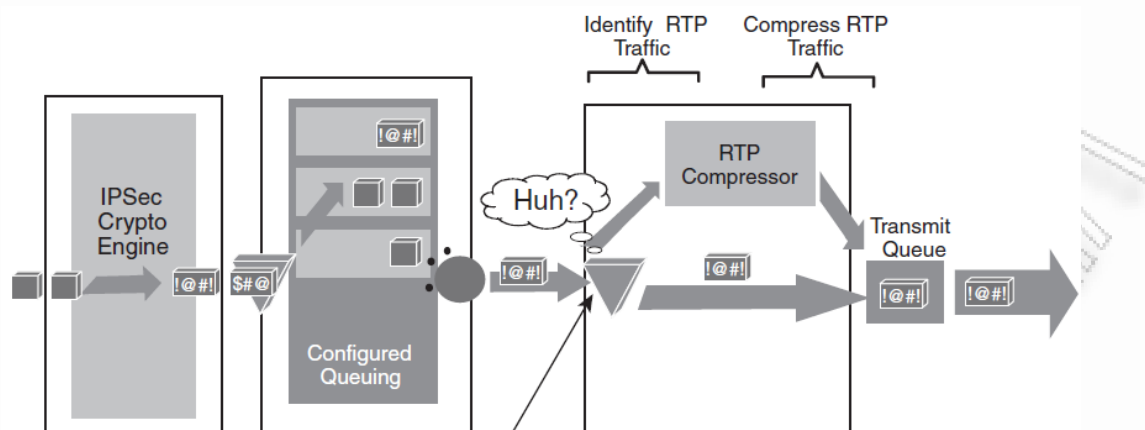 Identify RTP
Traffic
Compress RTP
Traffic
!@#!
IPSec
Crypto
Engine
RTP
Compressor
Huh?
Transmit
Queue
!@#!
$#@
!@#!
!@#!
!@#!
!@#!
Configured
Queuing